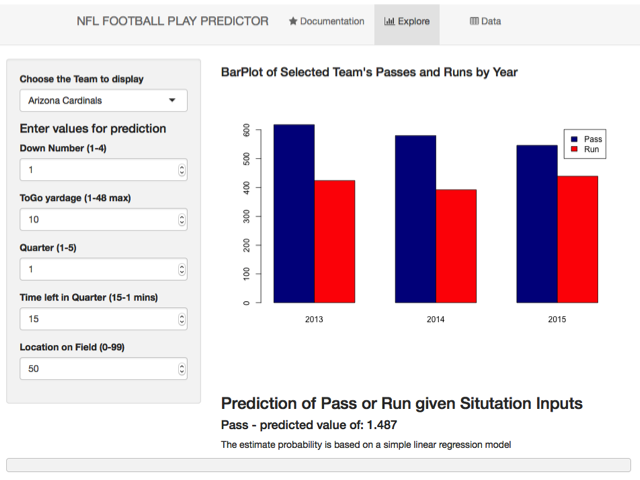 NFL FOOTBALL PLAY PREDICTOR Documentation Explore Data
Choose the Team to display
Arizona Cardinals
Enter values for prediction
Down Number (1-4)
1
ToGo yardage (1-48 max)
10
Quarter (1-5)
1
Time left in Quarter (15-1 mins)
15
Location on Field (0-99)
50
BarPlot of Selected Team's Passes and Runs by Year
600
500
400
300
200
100
0
Pass
Run
2013 2014 2015
Prediction of Pass or Run given Situtation Inputs
Pass - predicted value of: 1.487
The estimate probability is based on a simple linear regression model